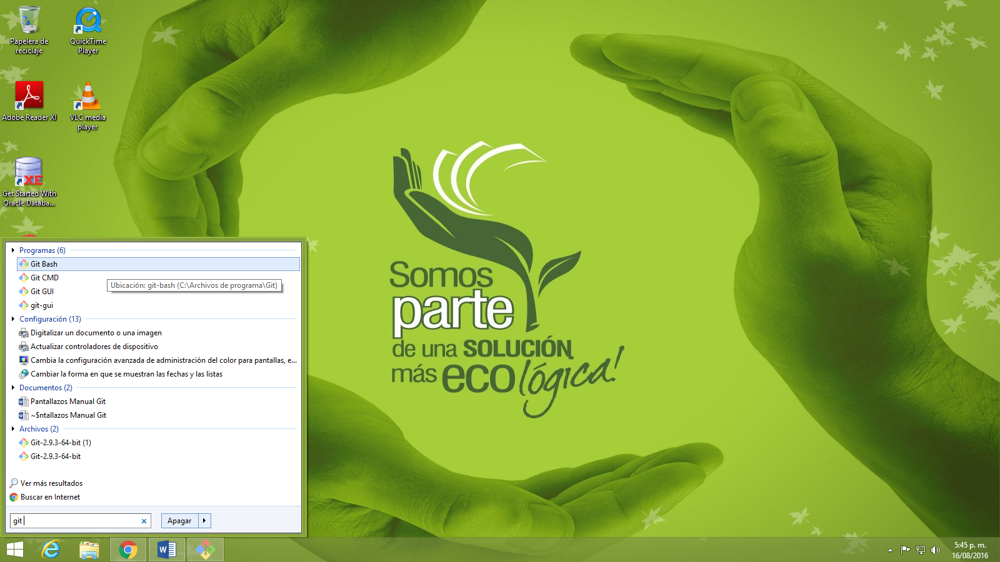 Papelera de
reciclaje
QuickTime
Player
Adobe Reader XI
VLC media
player
XE
Get Started With
Oracle Databa...
Programas (6)
Git Bash
Git CMD
Git GUI
git-gui
Ubicación: git-bash (C:\Archivos de programa\Git)
Configuración (13)
Digitalizar un documento o una imagen
Actualizar controladores de dispositivo
Cambia la configuración avanzada de administración del color para pantallas, e...
Cambiar la forma en que se muestran las fechas y las listas
Documentos (2)
Pantallazos Manual Git
~$ntallazos Manual Git
Archivos (2)
Git-2.9.3-64-bit (1)
Git-2.9.3-64-bit
Ver más resultados
Buscar en Internet
git
Apagar
Somos
parte
de una SOLUCIÓN
más ecológica!
5:45 p. m.
16/08/2016